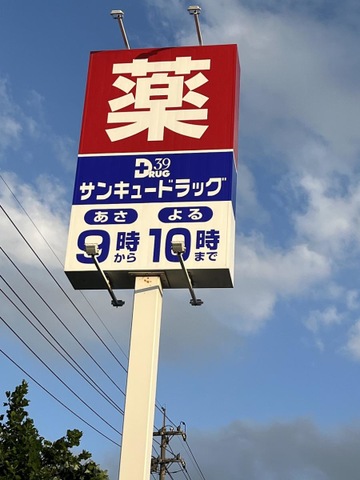 薬
39
DRUG
サンキュードラッグ
あさ よる
9時から 10時まで